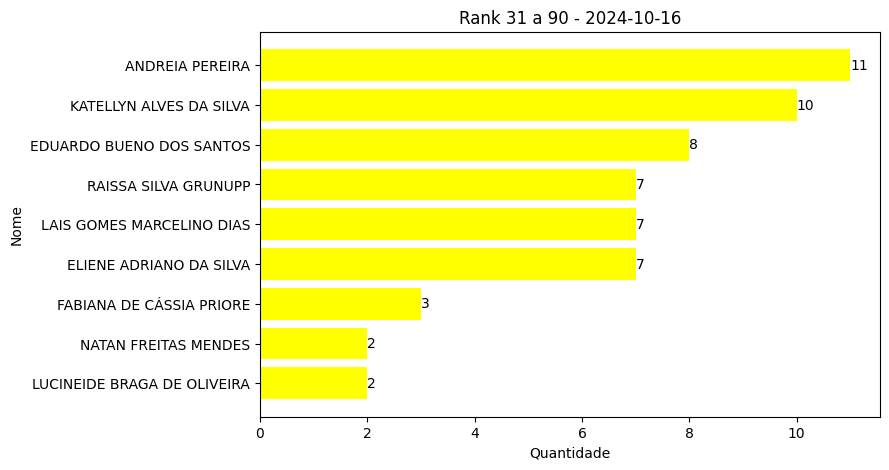 Rank 31 a 90 - 2024-10-16
ANDREIA PEREIRA 11
KATELLYN ALVES DA SILVA 10
EDUARDO BUENO DOS SANTOS 8
RAISSA SILVA GRUNUPP 7
LAIS GOMES MARCELINO DIAS 7
ELIENE ADRIANO DA SILVA 7
FABIANA DE CÁSSIA PRIORE 3
NATAN FREITAS MENDES 2
LUCINEIDE BRAGA DE OLIVEIRA 2
Nome
0 2 4 6 8 10
Quantidade